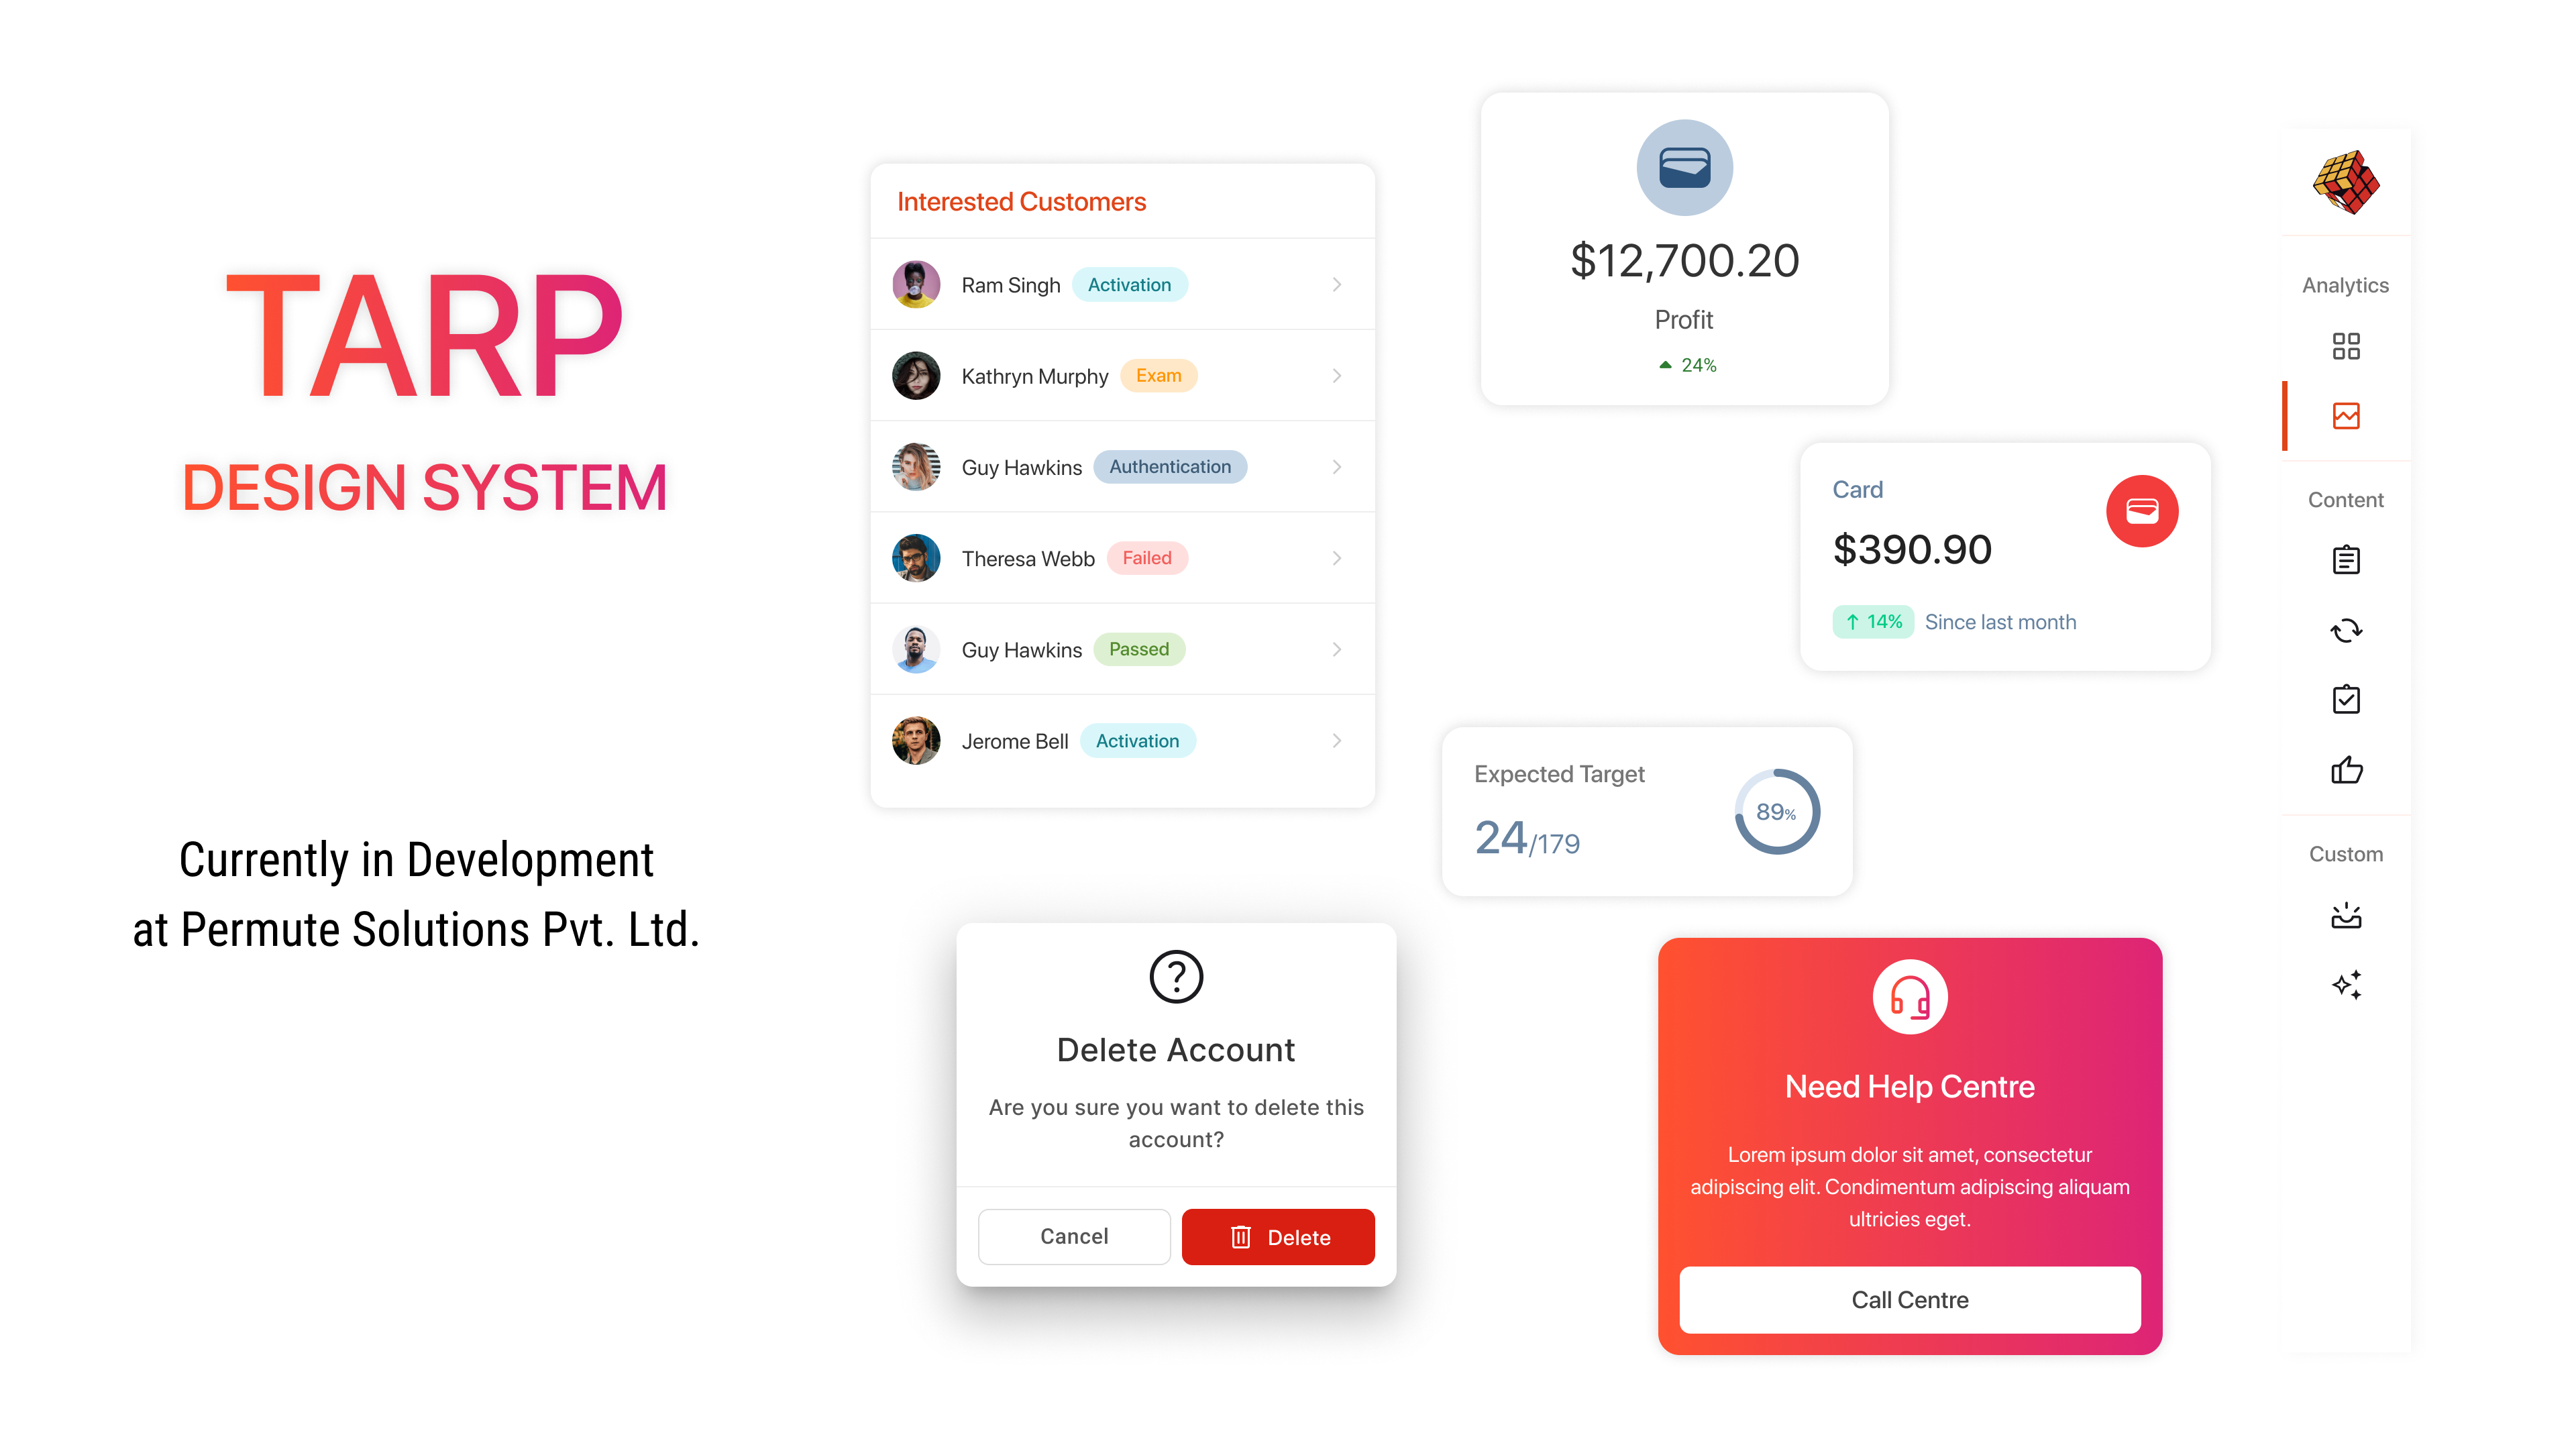 TARP
DESIGN SYSTEM
Currently in Development
at Permute Solutions Pvt. Ltd.
Interested Customers
Ram Singh Activation
Kathryn Murphy Exam
Guy Hawkins Authentication
Theresa Webb Failed
Guy Hawkins Passed
Jerome Bell Activation
$12,700.20
Profit
24%
Card
$390.90
↑ 14% Since last month
Expected Target
24/179
89%
?
Delete Account
Are you sure you want to delete this
account?
Cancel
Delete
Need Help Centre
Lorem ipsum dolor sit amet, consectetur
adipiscing elit. Condimentum adipiscing aliquam
ultricies eget.
Call Centre
Analytics
Content
Custom